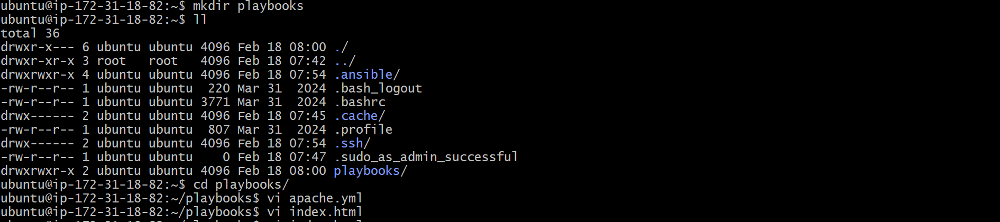 ubuntu@ip-172-31-18-82:~$ mkdir playbooks
ubuntu@ip-172-31-18-82:~$ ll
total 36
drwxr-x--- 6 ubuntu ubuntu 4096 Feb 18 08:00 ./
drwxr-xr-x 3 root   root   4096 Feb 18 07:42 ../
drwxrwxr-x 4 ubuntu ubuntu 4096 Feb 18 07:54 .ansible/
-rw-r--r-- 1 ubuntu ubuntu  220 Mar 31  2024 .bash_logout
-rw-r--r-- 1 ubuntu ubuntu 3771 Mar 31  2024 .bashrc
drwx------ 2 ubuntu ubuntu 4096 Feb 18 07:45 .cache/
-rw-r--r-- 1 ubuntu ubuntu  807 Mar 31  2024 .profile
drwx------ 2 ubuntu ubuntu 4096 Feb 18 07:54 .ssh/
-rw-r--r-- 1 ubuntu ubuntu    0 Feb 18 07:47 .sudo_as_admin_successful
drwxrwxr-x 2 ubuntu ubuntu 4096 Feb 18 08:00 playbooks/
ubuntu@ip-172-31-18-82:~$ cd playbooks/
ubuntu@ip-172-31-18-82:~/playbooks$ vi apache.yml
ubuntu@ip-172-31-18-82:~/playbooks$ vi index.html